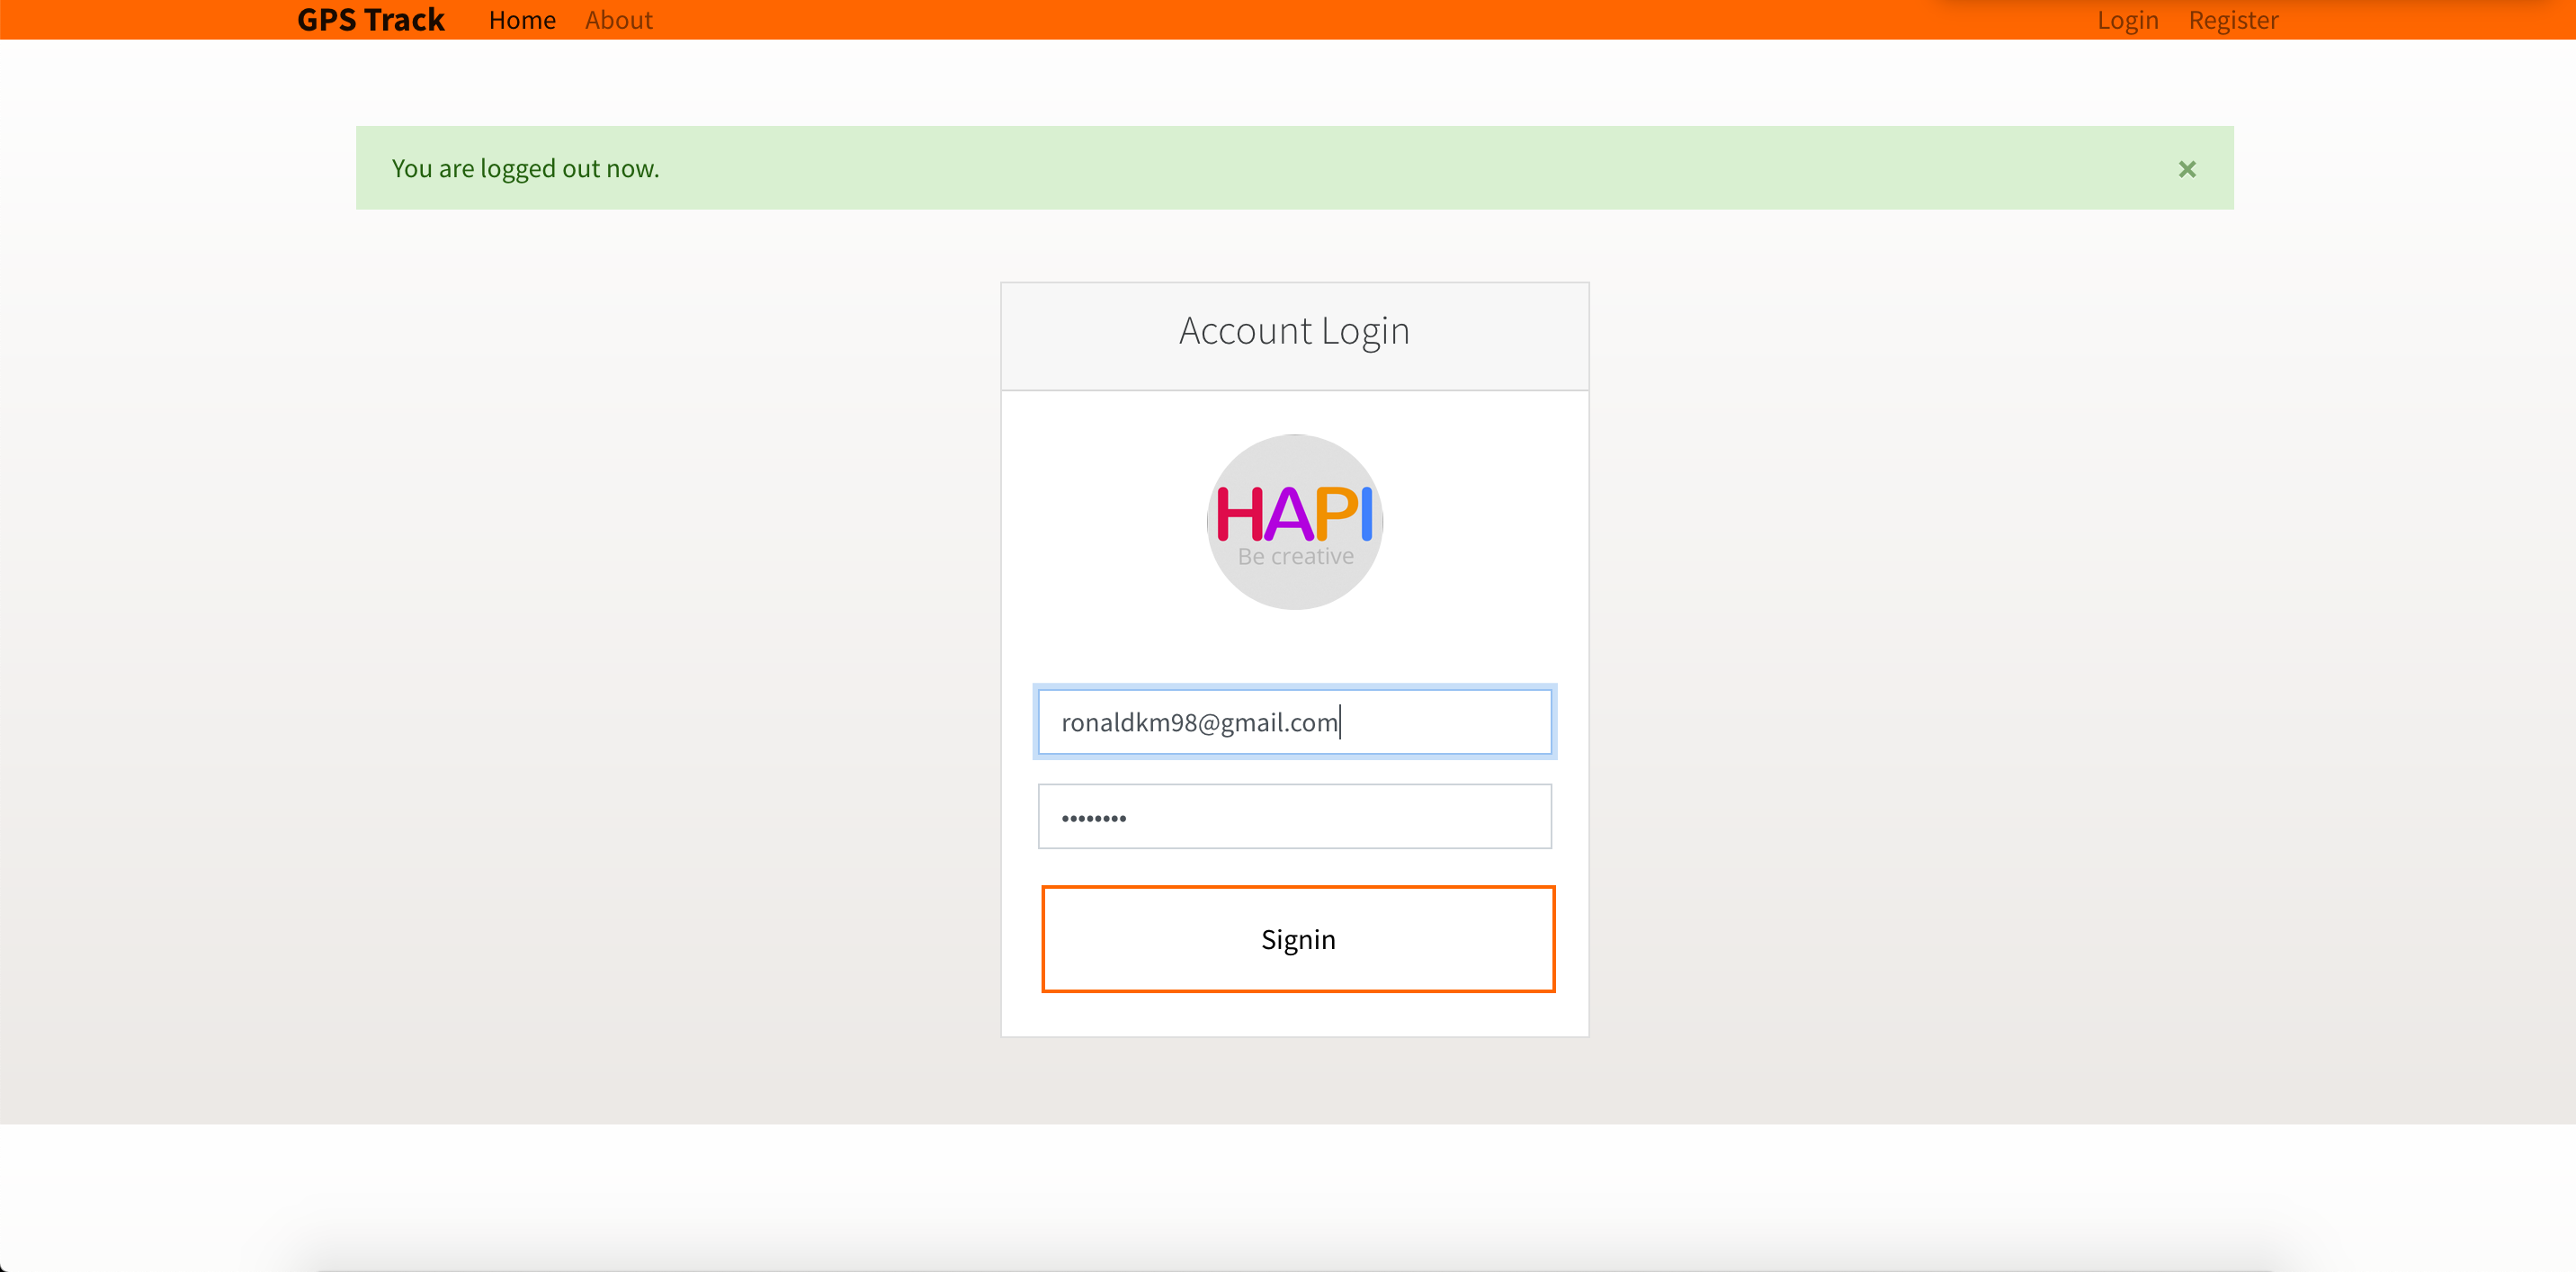 GPS Track Home About Login Register
You are logged out now. ×
Account Login
HAPI
Be creative
ronaldkm98@gmail.com
••••••••
Signin